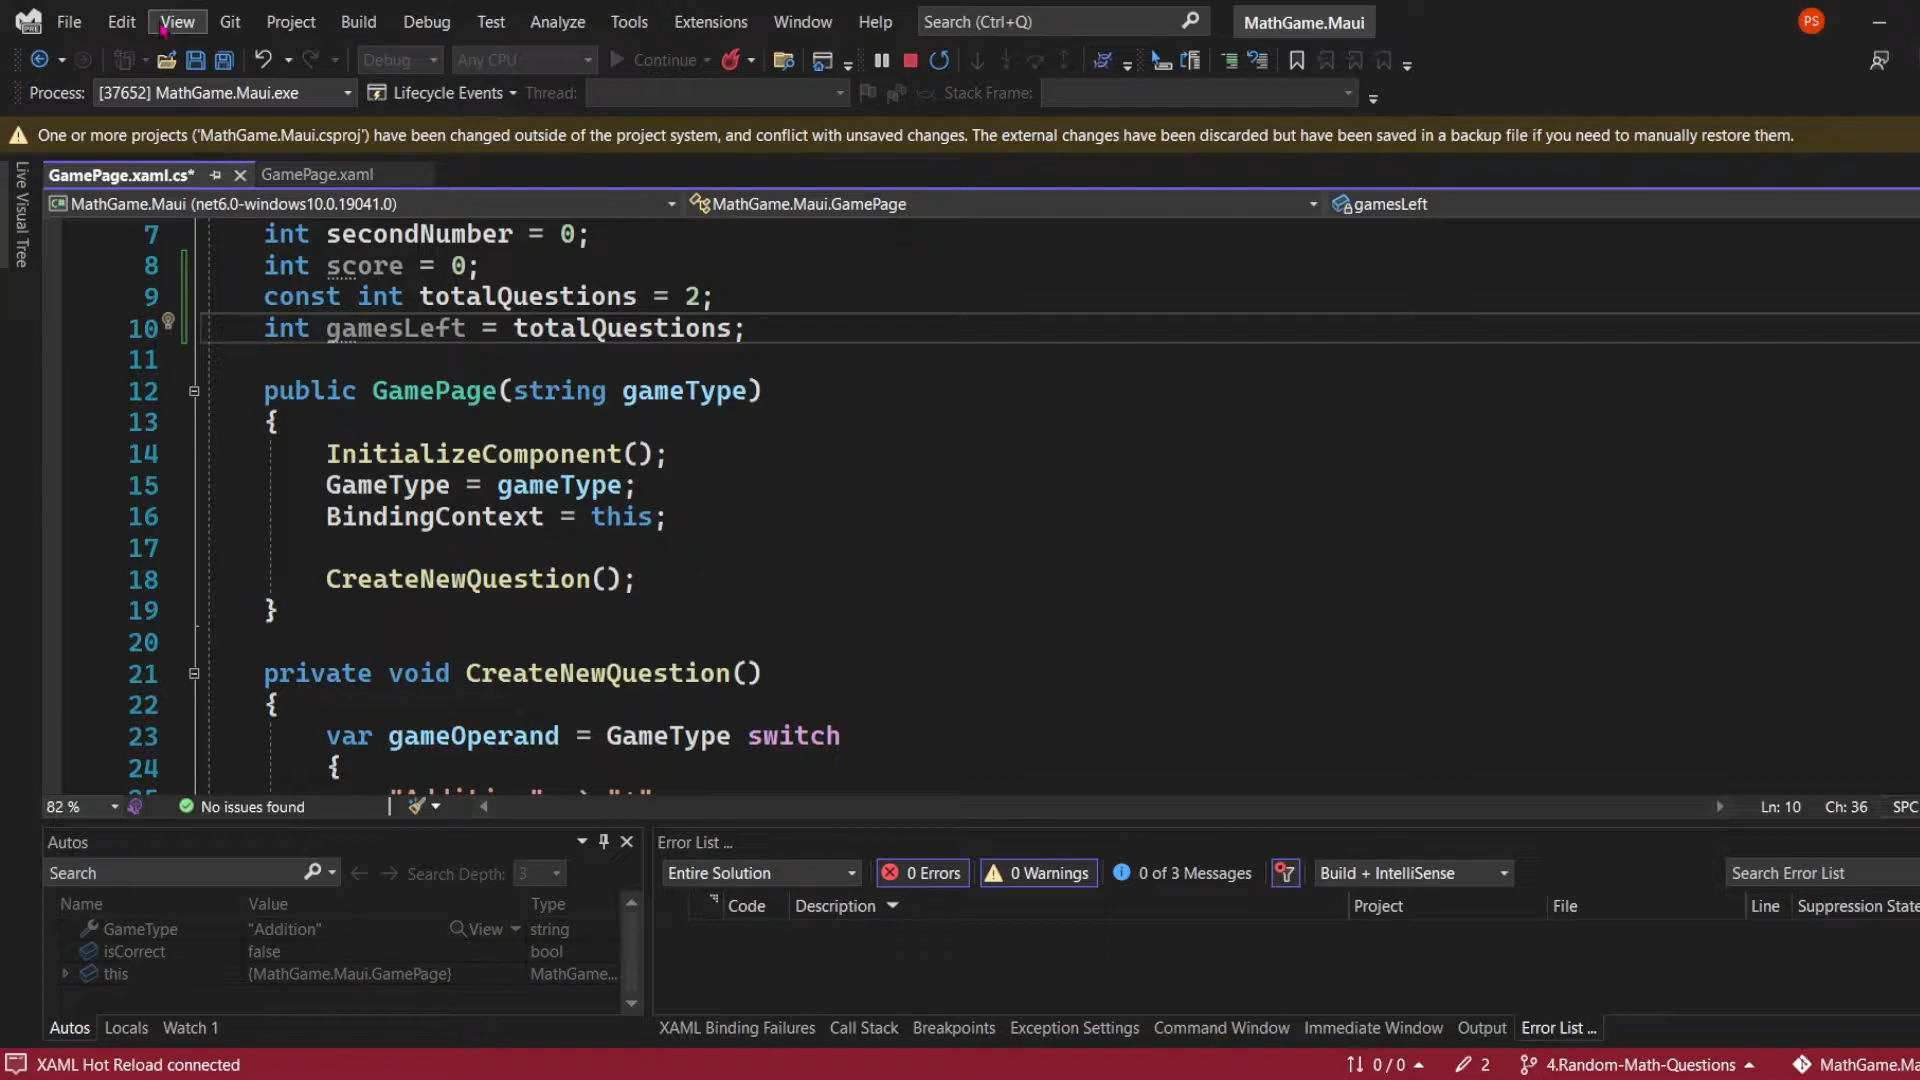 PRE File Edit View Git Project Build Debug Test Analyze Tools Extensions Window Help Search (Ctrl+Q) MathGame.Maui PS
Debug Any CPU Continue
Process: [37652] MathGame.Maui.exe Lifecycle Events Thread: Stack Frame:
One or more projects ('MathGame.Maui.csproj') have been changed outside of the project system, and conflict with unsaved changes. The external changes have been discarded but have been saved in a backup file if you need to manually restore them.
Live Visual Tree
GamePage.xaml.cs* GamePage.xaml
MathGame.Maui (net6.0-windows10.0.19041.0) MathGame.Maui.GamePage gamesLeft
7 int secondNumber = 0;
8 int score = 0;
9 const int totalQuestions = 2;
10 int gamesLeft = totalQuestions;
11
12 public GamePage(string gameType)
13 {
14 InitializeComponent();
15 GameType = gameType;
16 BindingContext = this;
17
18 CreateNewQuestion();
19 }
20
21 private void CreateNewQuestion()
22 {
23 var gameOperand = GameType switch
24 {
82 % No issues found Ln: 10 Ch: 36 SPC
Autos
Search Search Depth: 3
Name Value Type
GameType "Addition" View string
isCorrect false bool
this {MathGame.Maui.GamePage} MathGame...
Autos Locals Watch 1
Error List ...
Entire Solution 0 Errors 0 Warnings 0 of 3 Messages Build + IntelliSense Search Error List
Code Description Project File Line Suppression State
XAML Binding Failures Call Stack Breakpoints Exception Settings Command Window Immediate Window Output Error List ...
XAML Hot Reload connected 0 / 0 2 4.Random-Math-Questions MathGame.Ma